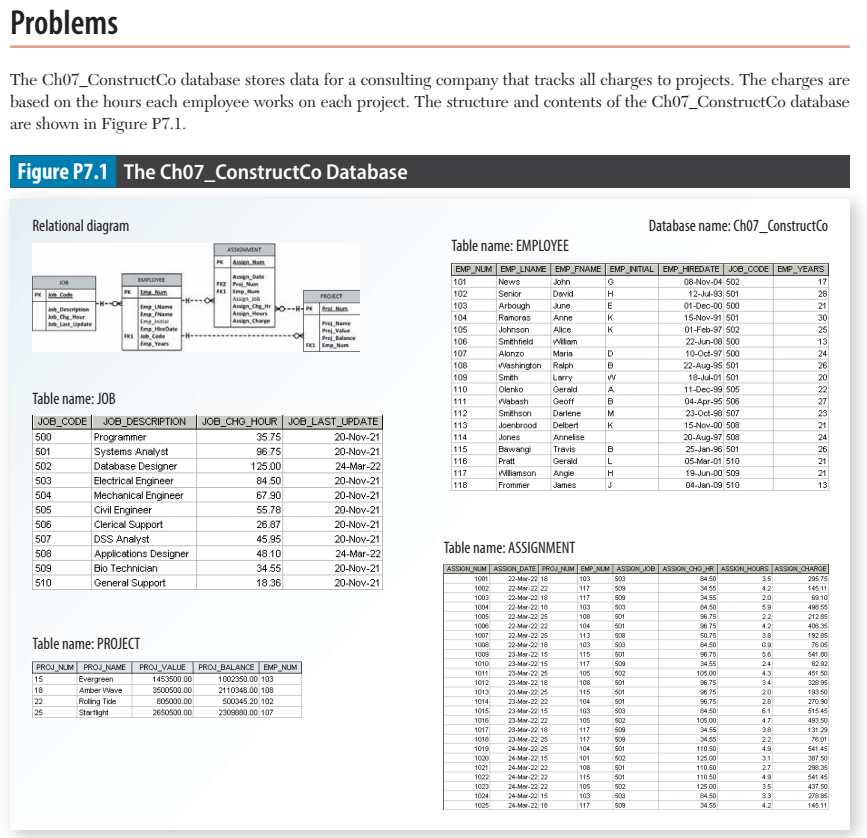 Problems
The Ch07_ConstructCo database stores data for a consulting company that tracks all charges to projects. The charges are
based on the hours each employee works on each project. The structure and contents of the Ch07_ConstructCo database
are shown in Figure P7.1.
Figure P7.1 The Ch07_ConstructCo Database
Relational diagram
JOB
PK Job_Code
Job_Description
Job_Chg_Hour
Job_Last_Update
EMPLOYEE
PK Emp_Num
Emp_LName
Emp_FName
Emp_Initial
Emp_HireDate
FK1 Job_Code
Emp_Years
ASSIGNMENT
PK Assign_Num
Assign_Date
FK2 Proj_Num
FK1 Emp_Num
Assign_Job
Assign_Chg_Hr
Assign_Hours
Assign_Charge
PROJECT
PK Proj_Num
Proj_Name
Proj_Value
Proj_Balance
FK1 Emp_Num
Database name: Ch07_ConstructCo
Table name: EMPLOYEE
EMP_NUM EMP_LNAME EMP_FNAME EMP_INITIAL EMP_HIREDATE JOB_CODE EMP_YEARS
101 News John G 08-Nov-04 502 17
102 Senior David H 12-Jul-93 501 28
103 Arbough June E 01-Dec-00 500 21
104 Ramoras Anne K 15-Nov-91 501 30
105 Johnson Alice K 01-Feb-97 502 25
106 Smithfield William 22-Jun-08 500 13
107 Alonzo Maria D 10-Oct-97 500 24
108 Washington Ralph B 22-Aug-95 501 26
109 Smith Larry W 18-Jul-01 501 20
110 Olenko Gerald A 11-Dec-99 505 22
111 Wabash Geoff B 04-Apr-95 506 27
112 Smithson Darlene M 23-Oct-98 507 23
113 Joenbrood Delbert K 15-Nov-00 508 21
114 Jones Annelise 20-Aug-97 508 24
115 Bawangi Travis B 25-Jan-96 501 26
116 Pratt Gerald L 05-Mar-01 510 21
117 Williamson Angie H 19-Jun-00 509 21
118 Frommer James J 04-Jan-09 510 13
Table name: JOB
JOB_CODE JOB_DESCRIPTION JOB_CHG_HOUR JOB_LAST_UPDATE
500 Programmer 35.75 20-Nov-21
501 Systems Analyst 96.75 20-Nov-21
502 Database Designer 125.00 24-Mar-22
503 Electrical Engineer 84.50 20-Nov-21
504 Mechanical Engineer 67.90 20-Nov-21
505 Civil Engineer 55.78 20-Nov-21
506 Clerical Support 26.87 20-Nov-21
507 DSS Analyst 45.95 20-Nov-21
508 Applications Designer 48.10 24-Mar-22
509 Bio Technician 34.55 20-Nov-21
510 General Support 18.36 20-Nov-21
Table name: PROJECT
PROJ_NUM PROJ_NAME PROJ_VALUE PROJ_BALANCE EMP_NUM
15 Evergreen 1453500.00 1002350.00 103
18 Amber Wave 3500500.00 2110346.00 108
22 Rolling Tide 805000.00 500345.20 102
25 Starflight 2650500.00 2309880.00 107
Table name: ASSIGNMENT
ASSIGN_NUM ASSIGN_DATE PROJ_NUM EMP_NUM ASSIGN_JOB ASSIGN_CHG_HR ASSIGN_HOURS ASSIGN_CHARGE
1001 22-Mar-22 18 103 503 84.50 3.5 295.75
1002 22-Mar-22 22 117 509 34.55 4.2 145.11
1003 22-Mar-22 18 117 509 34.55 2.0 69.10
1004 22-Mar-22 18 103 503 84.50 5.9 498.55
1005 22-Mar-22 25 108 501 96.75 2.2 212.85
1006 22-Mar-22 22 104 501 96.75 4.2 406.35
1007 22-Mar-22 25 113 508 50.75 3.8 192.85
1008 22-Mar-22 18 103 503 84.50 0.9 76.05
1009 23-Mar-22 15 115 501 96.75 5.6 541.80
1010 23-Mar-22 15 117 509 34.55 2.4 82.92
1011 23-Mar-22 25 105 502 105.00 4.3 451.50
1012 23-Mar-22 18 108 501 96.75 3.4 328.95
1013 23-Mar-22 25 115 501 96.75 2.0 193.50
1014 23-Mar-22 22 104 501 96.75 2.8 270.90
1015 23-Mar-22 15 103 503 84.50 6.1 515.45
1016 23-Mar-22 22 105 502 105.00 4.7 493.50
1017 23-Mar-22 18 117 509 34.55 3.8 131.29
1018 23-Mar-22 25 117 509 34.55 2.2 76.01
1019 24-Mar-22 25 104 501 110.50 4.9 541.45
1020 24-Mar-22 15 101 502 125.00 3.1 387.50
1021 24-Mar-22 22 108 501 110.50 2.7 298.35
1022 24-Mar-22 22 115 501 110.50 4.9 541.45
1023 24-Mar-22 22 105 502 125.00 3.5 437.50
1024 24-Mar-22 15 103 503 84.50 3.3 278.85
1025 24-Mar-22 18 117 509 34.55 4.2 145.11